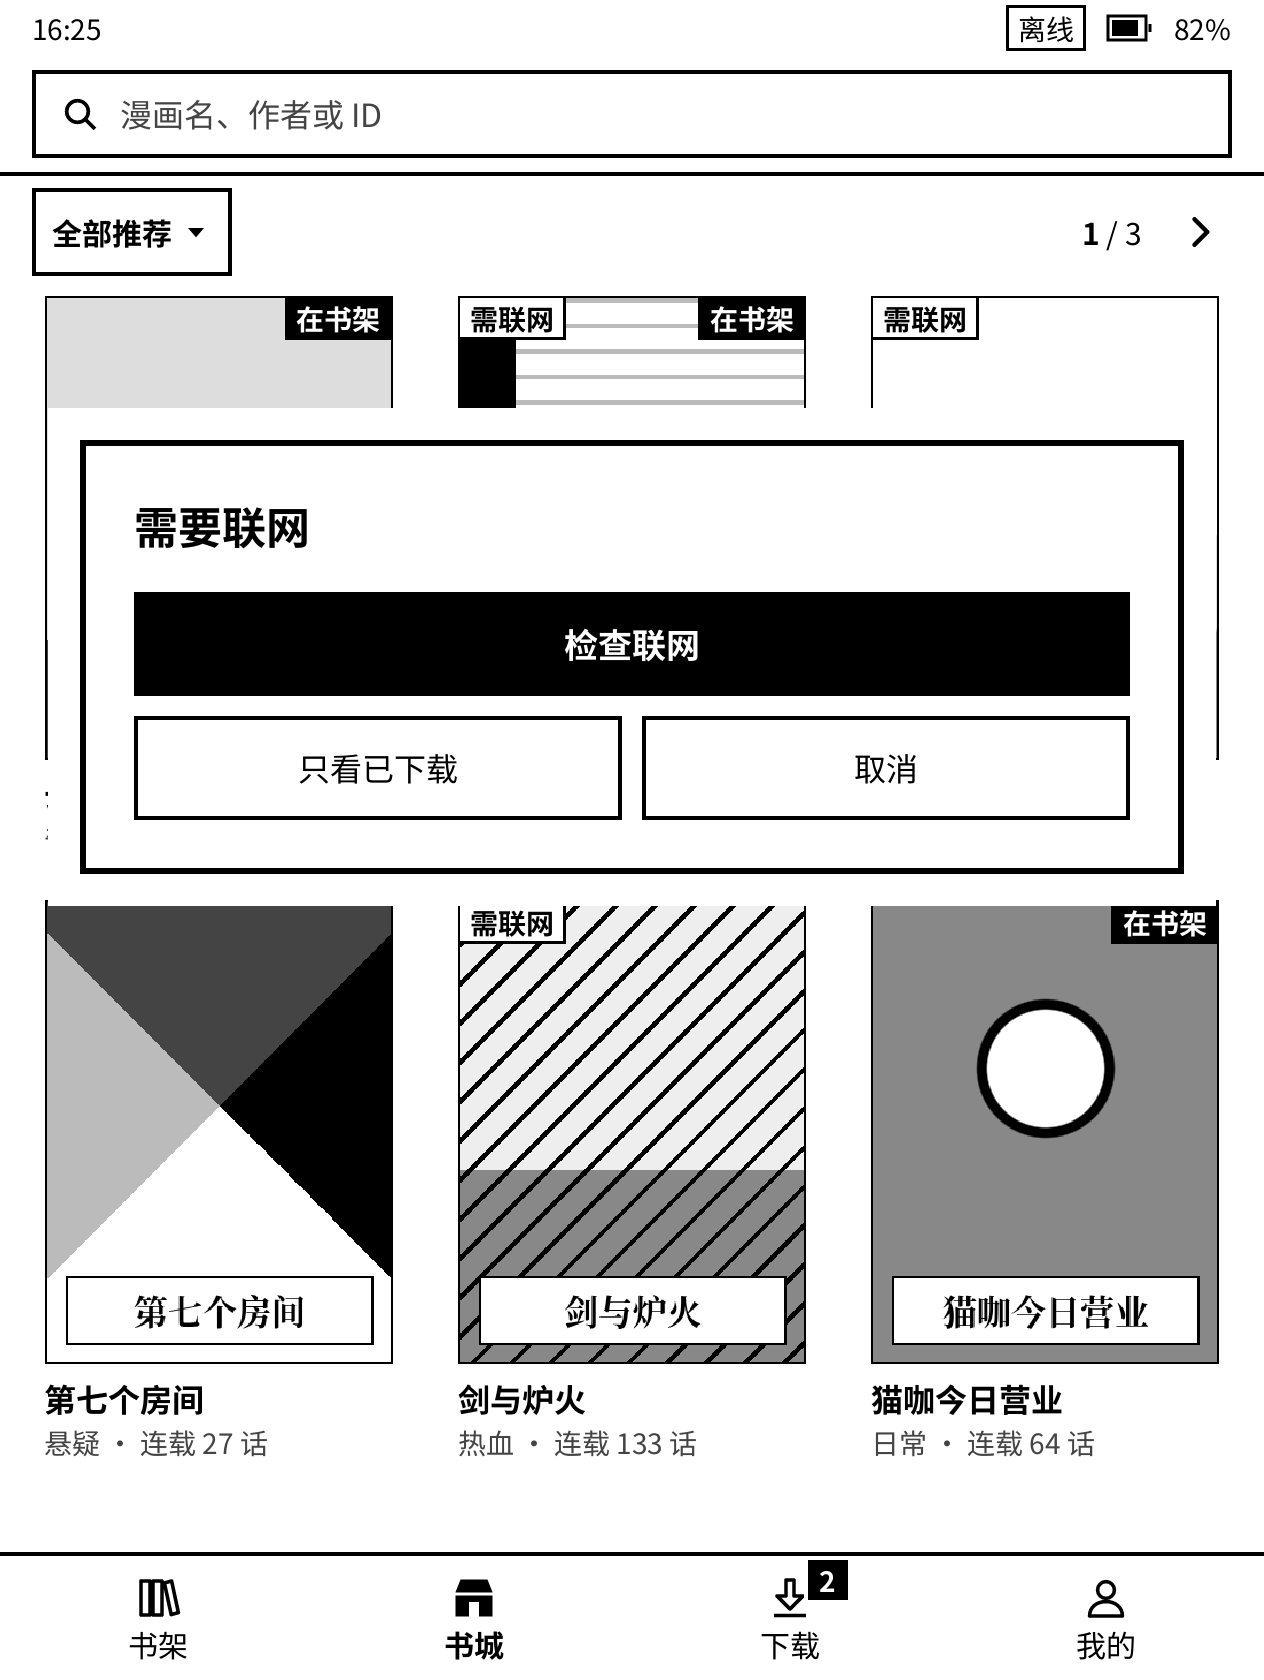 16:25 离线 82%
漫画名、作者或 ID
全部推荐 1 / 3
在书架 需联网 在书架 需联网
需要联网
检查联网
只看已下载 取消
需联网 在书架
第七个房间 剑与炉火 猫咖今日营业
第七个房间 剑与炉火 猫咖今日营业
悬疑 · 连载 27 话 热血 · 连载 133 话 日常 · 连载 64 话
2
书架 书城 下载 我的